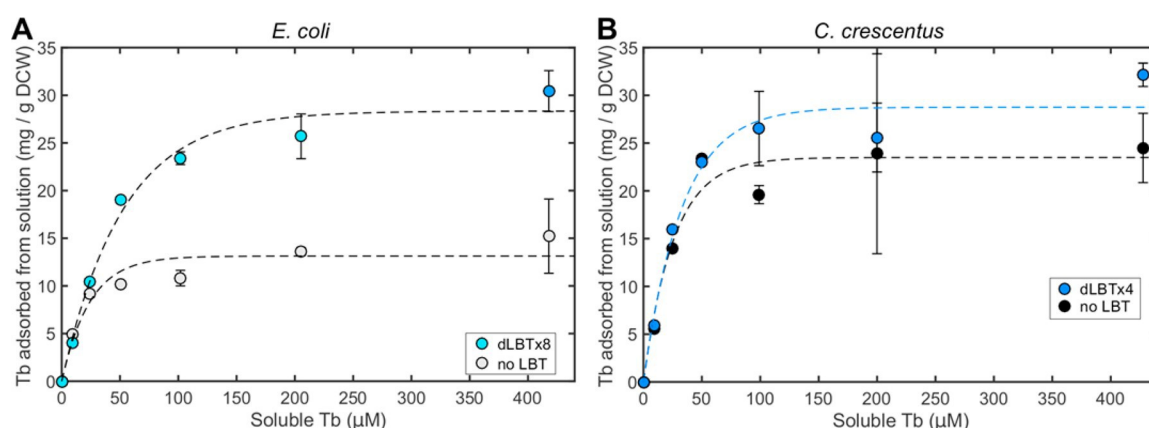 A
E. coli
Tb adsorbed from solution (mg / g DCW)
35
30
25
20
15
10
5
0
dLBTx8
no LBT
0 50 100 150 200 250 300 350 400
Soluble Tb (µM)
B
C. crescentus
Tb adsorbed from solution (mg / g DCW)
35
30
25
20
15
10
5
0
dLBTx4
no LBT
0 50 100 150 200 250 300 350 400
Soluble Tb (µM)